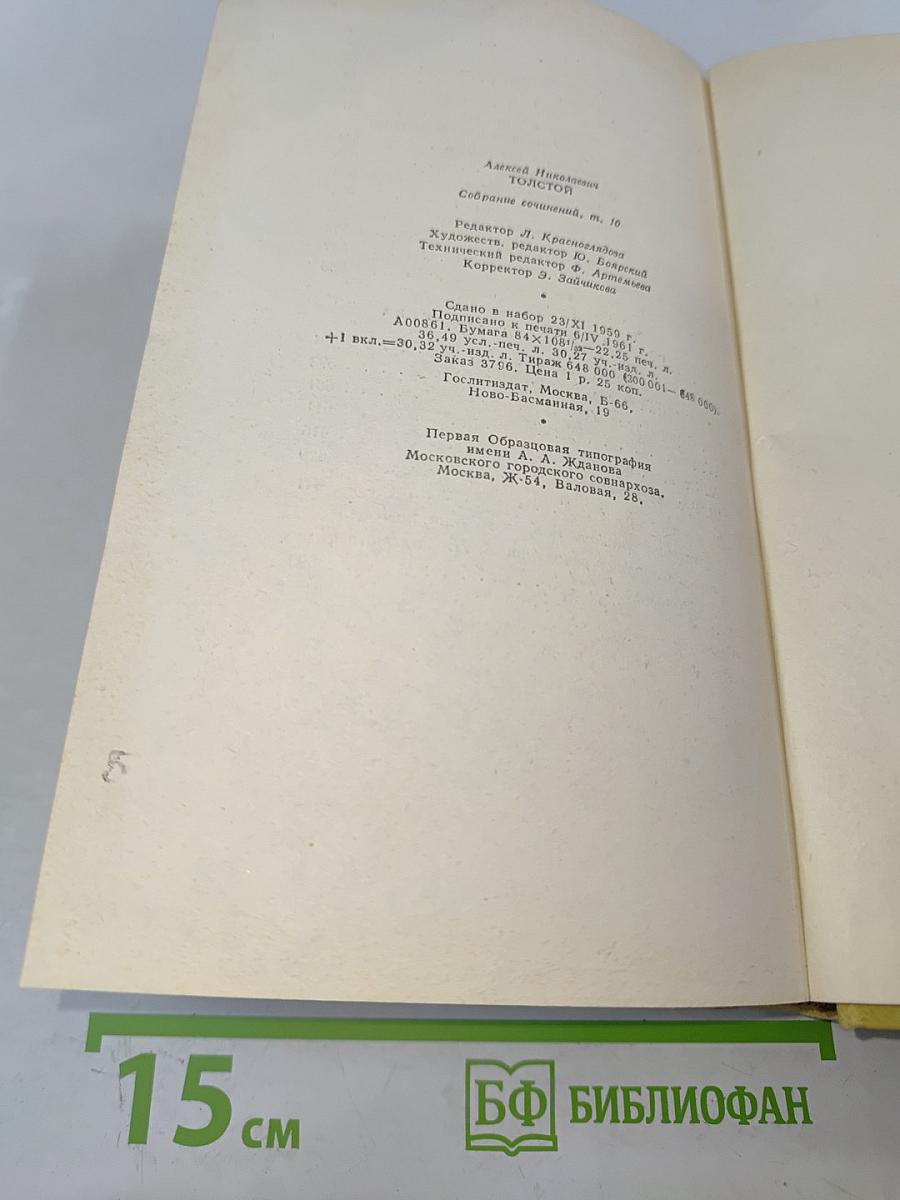 Алексей Николаевич
ТОЛСТОЙ
Собрание сочинений, т. 10
Редактор Л. Красноглядова
Художеств. редактор Ю. Боярский
Технический редактор Ф. Артемьева
Корректор Э. Зайчикова
*
Сдано в набор 23/XI 1959 г.
Подписано к печати 6/IV 1961 г.
А00861. Бумага 84×108¹/₃₂—22,25 печ. л.
36,49 усл.-печ. л. 30,27 уч.-изд. л.
+1 вкл.=30,32 уч.-изд. л. Тираж 648 000 (300 001—648 000).
Заказ 3796. Цена 1 р. 25 коп.
Гослитиздат, Москва, Б-66,
Ново-Басманная, 19
*
Первая Образцовая типография
имени А. А. Жданова
Московского городского совнархоза.
Москва, Ж-54, Валовая, 28.
5
15 см
БФ БИБЛИОФАН